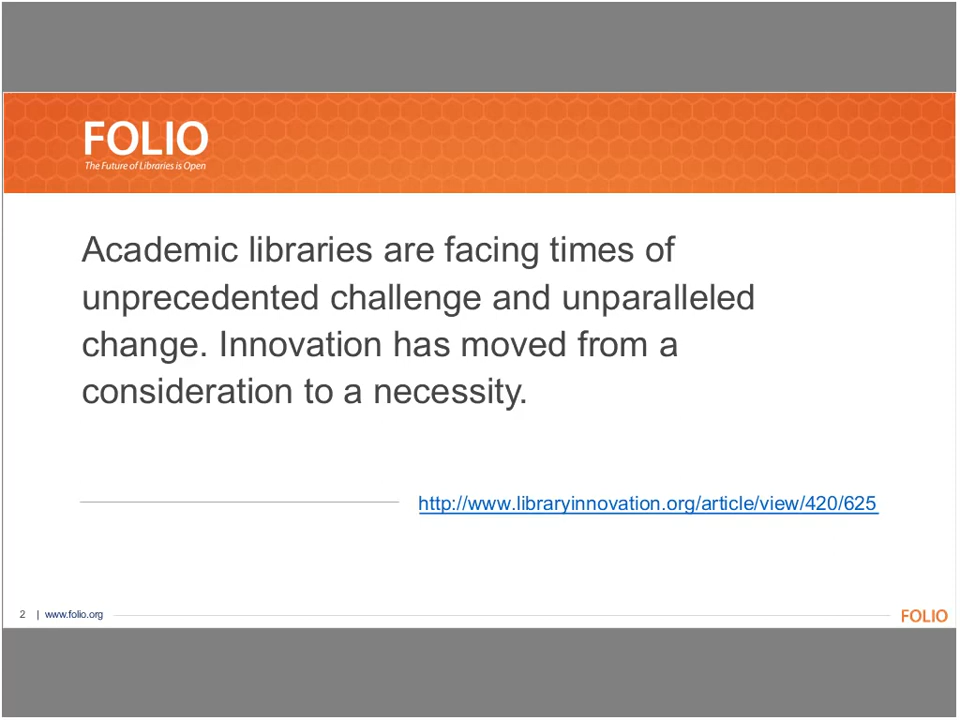 FOLIO
The Future of Libraries is Open
Academic libraries are facing times of
unprecedented challenge and unparalleled
change. Innovation has moved from a
consideration to a necessity.
http://www.libraryinnovation.org/article/view/420/625
2 | www.folio.org
FOLIO